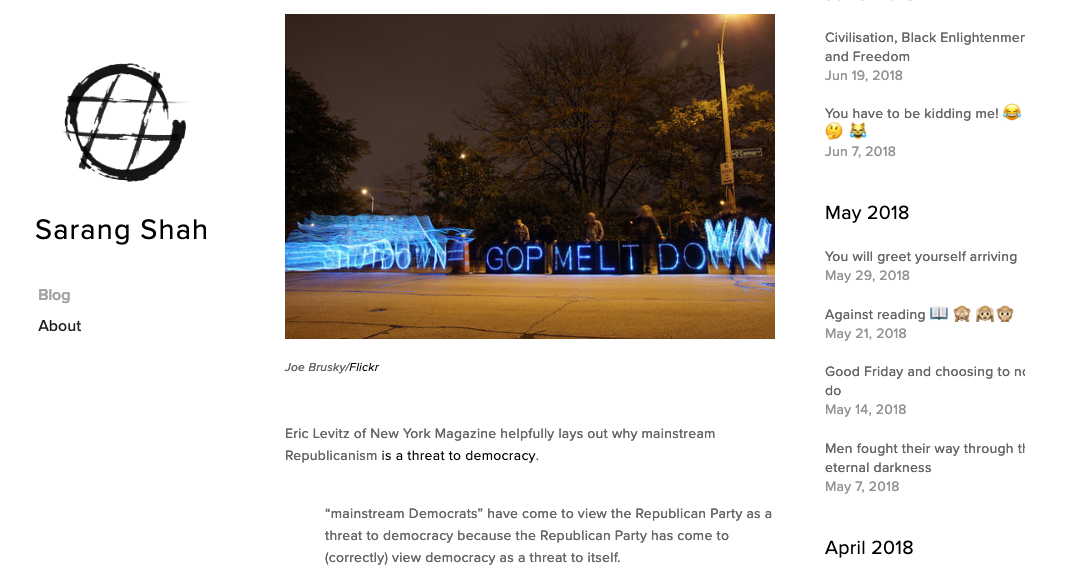 Sarang Shah
Blog
About
SHUTDOWN GOP MELT DOWN
Joe Brusky/Flickr
Eric Levitz of New York Magazine helpfully lays out why mainstream
Republicanism is a threat to democracy.
“mainstream Democrats” have come to view the Republican Party as a
threat to democracy because the Republican Party has come to
(correctly) view democracy as a threat to itself.
Civilisation, Black
and Freedom
Jun 19, 2018
You have to be kidding me! 😂
🤔 😹
Jun 7, 2018
May 2018
You will greet yourself arriving
May 29, 2018
Against reading 📖 🙈 🙉 🙊
May 21, 2018
Good Friday and choosing to
do
May 14, 2018
Men fought their way through
eternal darkness
May 7, 2018
April 2018